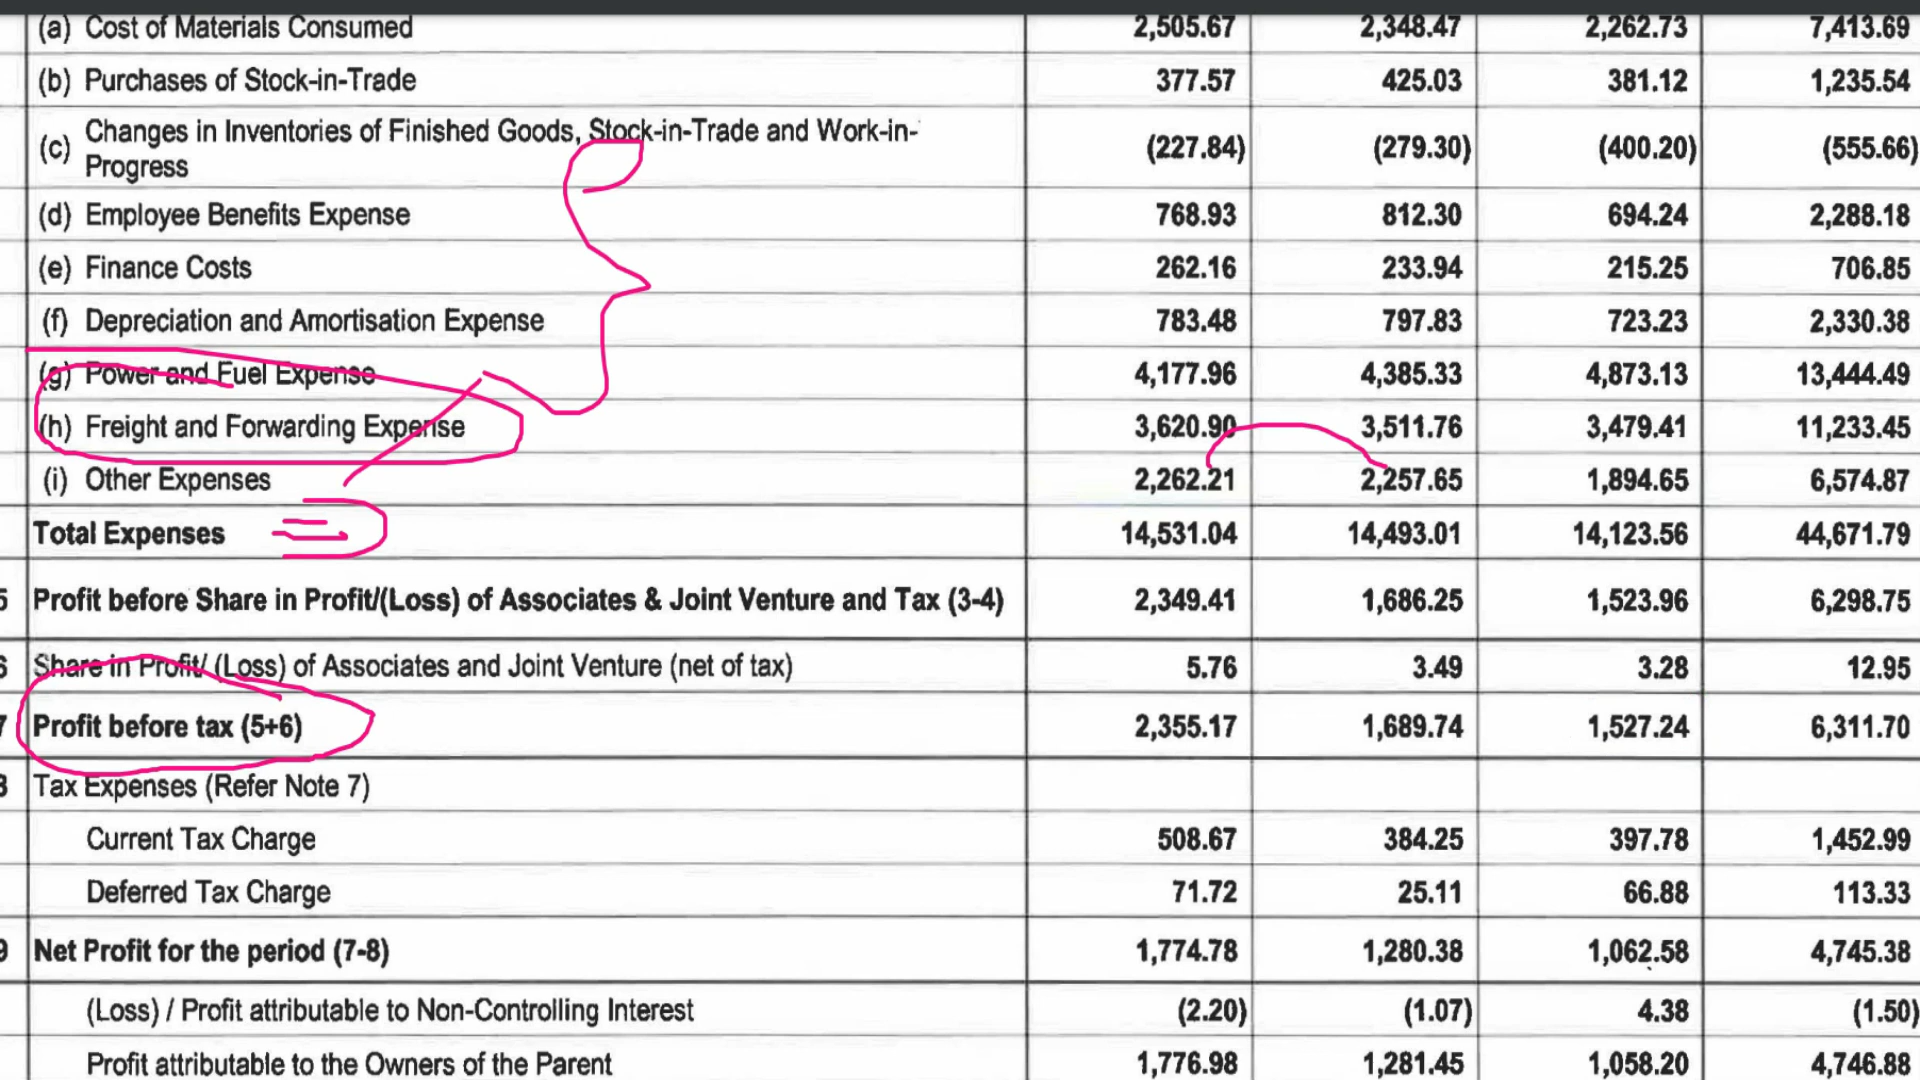 (a) Cost of Materials Consumed 2,505.67 2,348.47 2,262.73 7,413.69
(b) Purchases of Stock-in-Trade 377.57 425.03 381.12 1,235.54
(c) Changes in Inventories of Finished Goods, Stock-in-Trade and Work-in-
Progress (227.84) (279.30) (400.20) (555.66)
(d) Employee Benefits Expense 768.93 812.30 694.24 2,288.18
(e) Finance Costs 262.16 233.94 215.25 706.85
(f) Depreciation and Amortisation Expense 783.48 797.83 723.23 2,330.38
(g) Power and Fuel Expense 4,177.96 4,385.33 4,873.13 13,444.49
(h) Freight and Forwarding Expense 3,620.90 3,511.76 3,479.41 11,233.45
(i) Other Expenses 2,262.21 2,257.65 1,894.65 6,574.87
Total Expenses 14,531.04 14,493.01 14,123.56 44,671.79
5 Profit before Share in Profit/(Loss) of Associates & Joint Venture and Tax (3-4) 2,349.41 1,686.25 1,523.96 6,298.75
6 Share in Profit/ (Loss) of Associates and Joint Venture (net of tax) 5.76 3.49 3.28 12.95
7 Profit before tax (5+6) 2,355.17 1,689.74 1,527.24 6,311.70
8 Tax Expenses (Refer Note 7)
Current Tax Charge 508.67 384.25 397.78 1,452.99
Deferred Tax Charge 71.72 25.11 66.88 113.33
9 Net Profit for the period (7-8) 1,774.78 1,280.38 1,062.58 4,745.38
(Loss) / Profit attributable to Non-Controlling Interest (2.20) (1.07) 4.38 (1.50)
Profit attributable to the Owners of the Parent 1,776.98 1,281.45 1,058.20 4,746.88